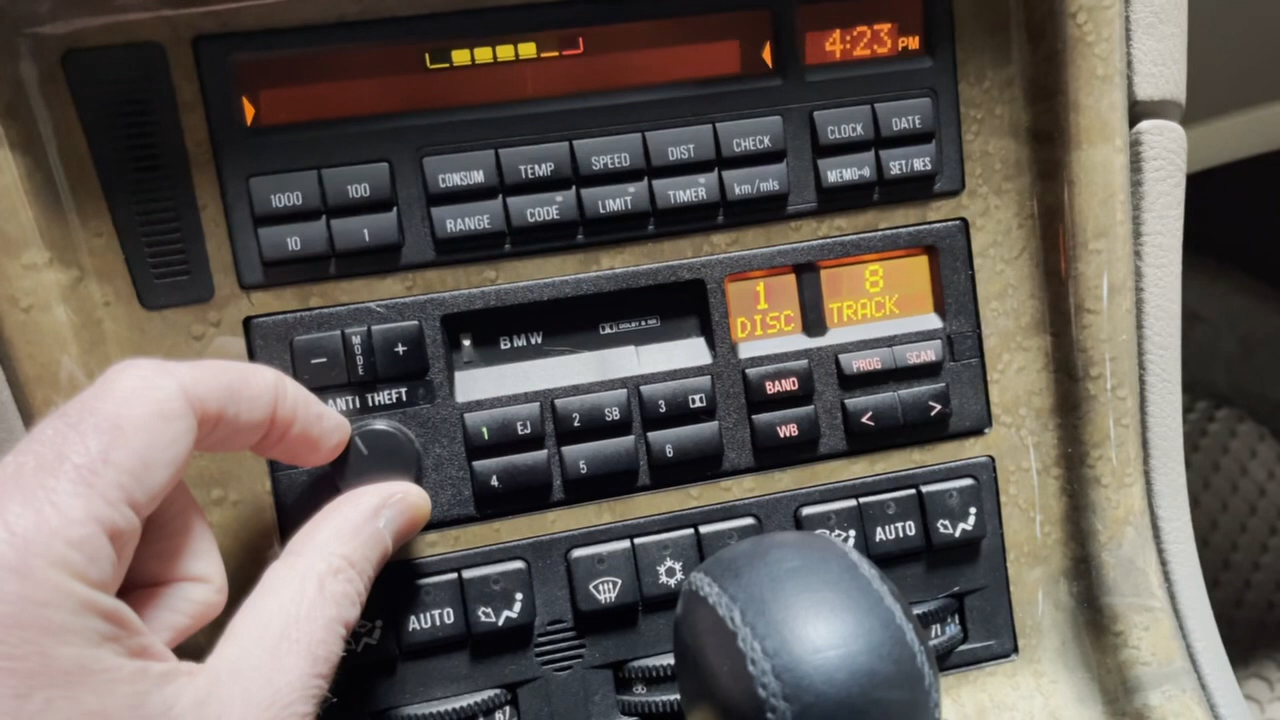 4:23 PM
CLOCK DATE
MEMO SET/RES
CONSUM TEMP SPEED DIST CHECK
RANGE CODE LIMIT TIMER km/mls
1000 100
10 1
1 DISC
8 TRACK
BMW DOLBY B NR
- MODE +
ANTI THEFT
1 EJ 2 SB 3
4 5 6
BAND
WB
PROG SCAN
< >
AUTO
AUTO
71
67